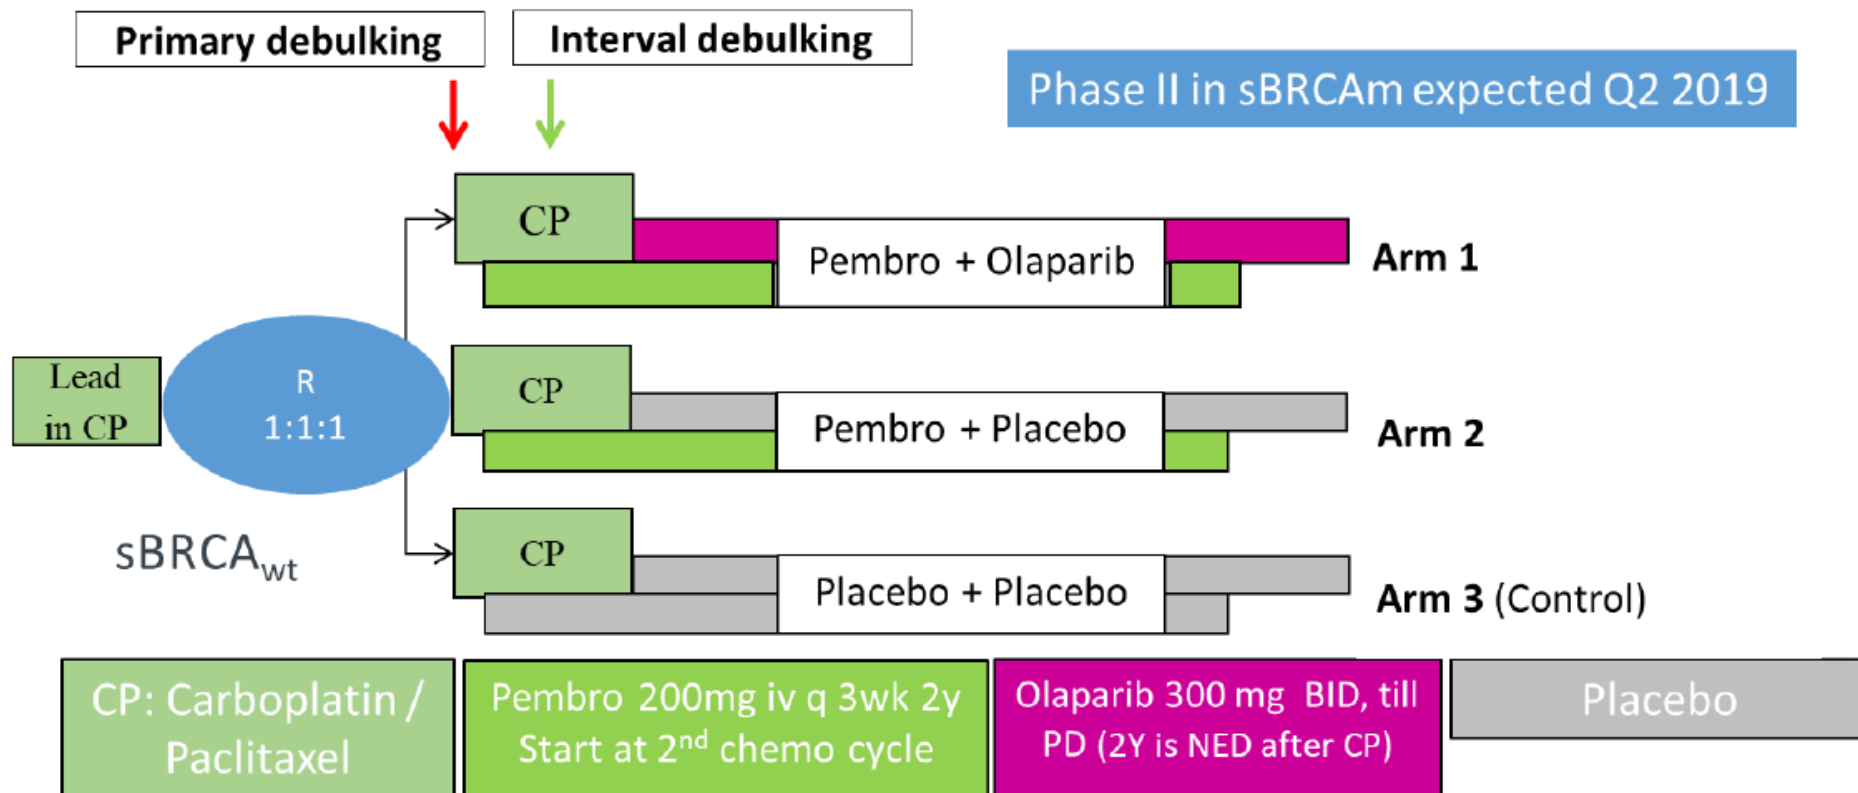 Primary debulking
Interval debulking
Phase II in sBRCAm expected Q2 2019
CP
Pembro + Olaparib
Arm 1
Lead
in CP
R
1:1:1
CP
Pembro + Placebo
Arm 2
sBRCAwt
CP
Placebo + Placebo
Arm 3 (Control)
CP: Carboplatin /
Paclitaxel
Pembro 200mg iv q 3wk 2y
Start at 2nd chemo cycle
Olaparib 300 mg BID, till
PD (2Y is NED after CP)
Placebo